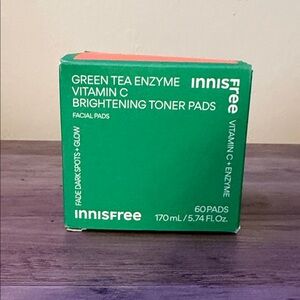 GREEN TEA ENZYME
VITAMIN C
BRIGHTENING TONER PADS
FACIAL PADS
innisfree
VITAMIN C + ENZYME
FADE DARK SPOTS + GLOW
innisfree
60 PADS
170 mL / 5.74 FL.Oz.